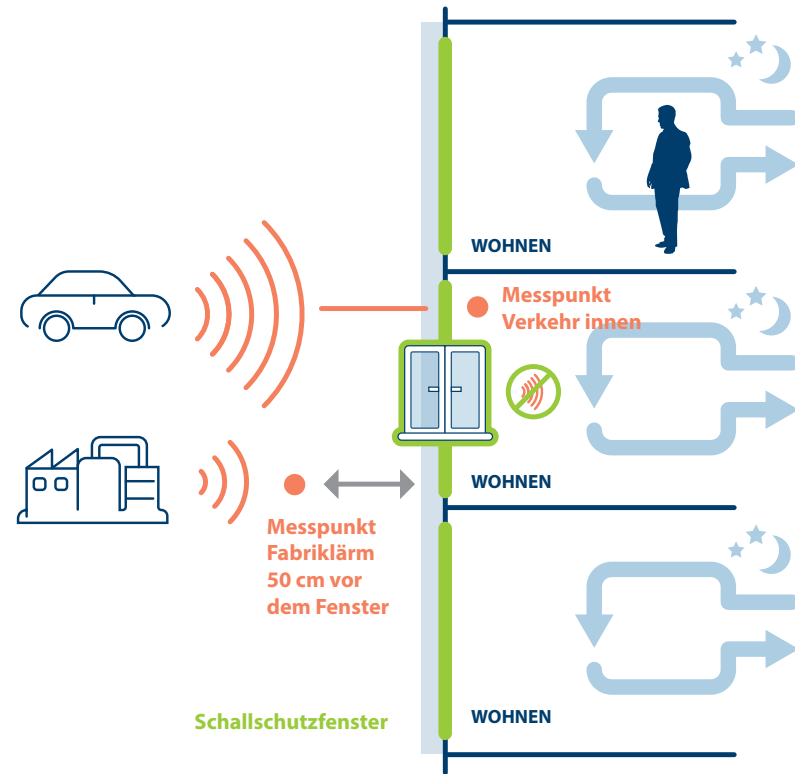 WOHNEN
Messpunkt
Verkehr innen
WOHNEN
Messpunkt
Fabriklärm
50 cm vor
dem Fenster
Schallschutzfenster
WOHNEN